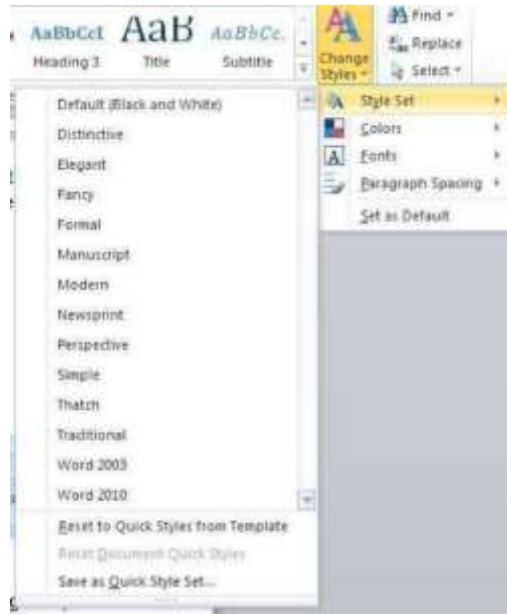 AaBbCcI AaB AaBbCc.
Heading 3 Title Subtitle
Change Styles
Find
Replace
Select
Default (Black and White)
Distinctive
Elegant
Fancy
Formal
Manuscript
Modern
Newsprint
Perspective
Simple
Thatch
Traditional
Word 2003
Word 2010
Reset to Quick Styles from Template
Reset Document Quick Styles
Save as Quick Style Set...
Style Set
Colors
Fonts
Paragraph Spacing
Set as Default